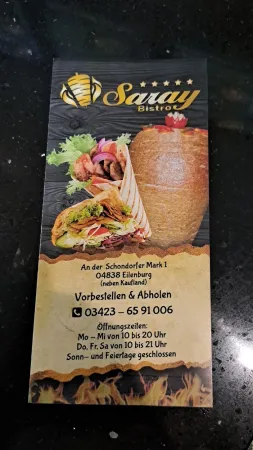 Saray
Bistro
An der Schondorfer Mark 1
04838 Eilenburg
(neben Kaufland)
Vorbestellen & Abholen
03423 - 65 91 006
Öffnungszeiten:
Mo - Mi von 10 bis 20 Uhr
Do, Fr, Sa von 10 bis 21 Uhr
Sonn- und Feiertage geschlossen